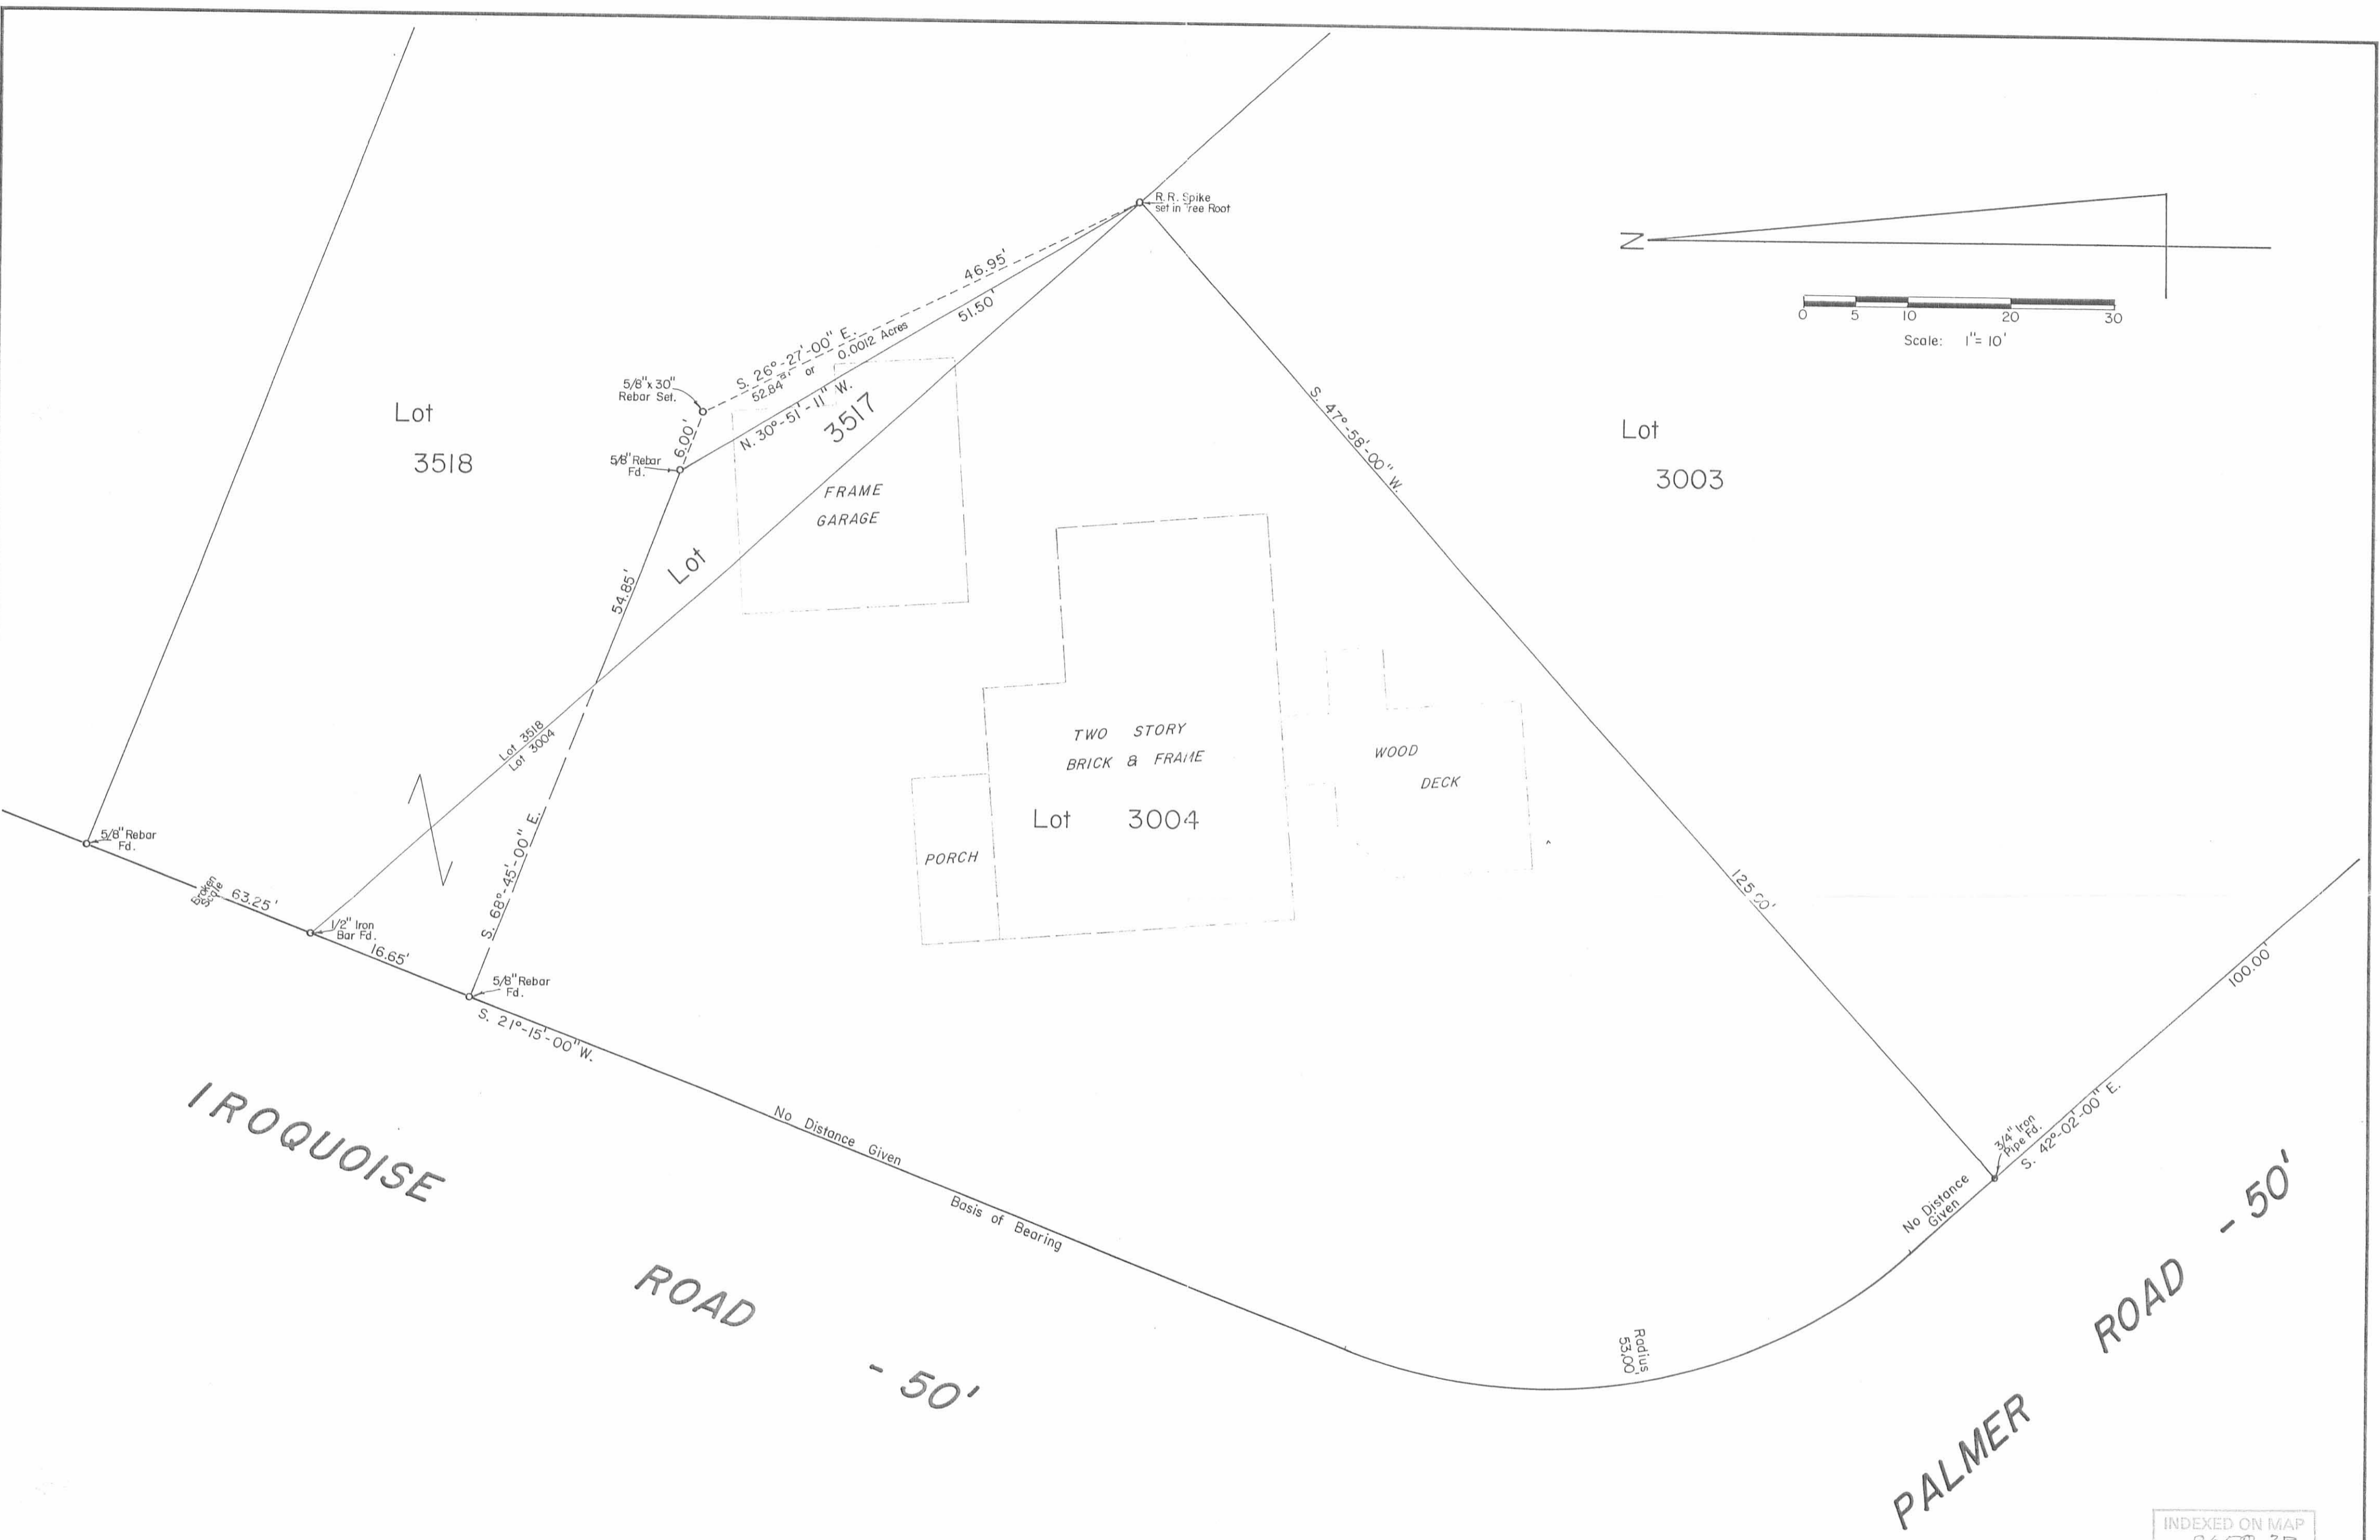 R.R. Spike
set in Tree Root
N
0 5 10 20 30
Scale: 1"= 10'
46.95'
51.50'
S. 26°-27'-00" E.
0.0012 Acres
or
N. 30°-51'-11" W.
5/8"x 30"
Rebar Set.
6.00'
5/8" Rebar
Fd.
Lot
3518
Lot
3517
FRAME
GARAGE
S. 47°-58'-00" W.
125.00'
Lot
3003
54.85'
S. 68°-45'-00" E.
Lot 3518
Lot 3004
TWO STORY
BRICK & FRAME
Lot 3004
WOOD
DECK
PORCH
5/8" Rebar
Fd.
Broken
Scale
63.25'
1/2" Iron
Bar Fd.
16.65'
5/8" Rebar
Fd.
S. 21°-15'-00" W.
No Distance Given
Basis of Bearing
100.00'
3/4" Iron
Pipe Fd.
S. 42°-02'-00" E.
No Distance
Given
Radius
53.00'
IROQUOISE ROAD - 50'
PALMER ROAD - 50'
INDEXED ON MAP